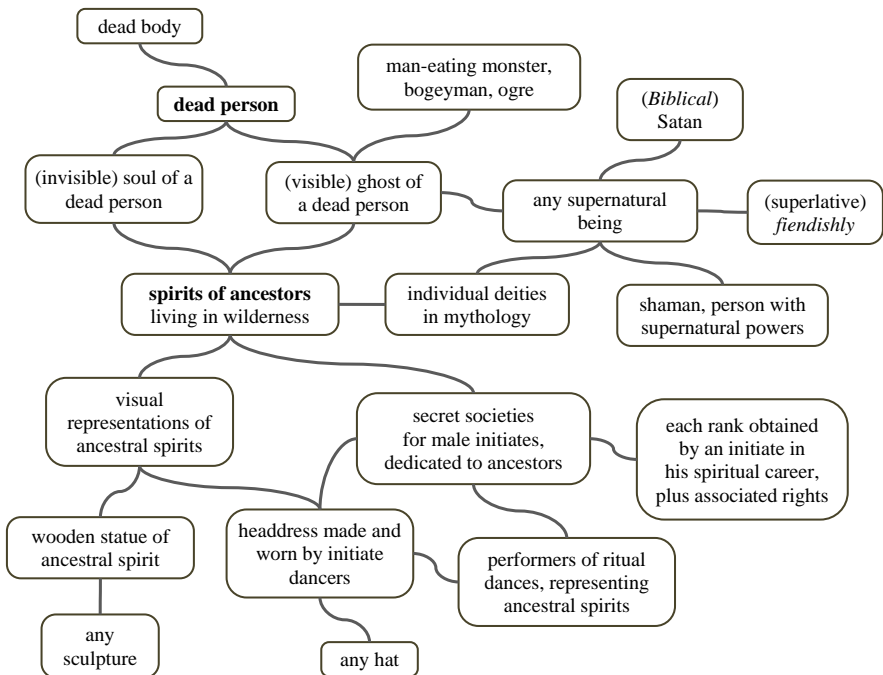 dead body
man-eating monster,
bogeyman, ogre
dead person
(Biblical)
Satan
(invisible) soul of a
dead person
(visible) ghost of
a dead person
any supernatural
being
(superlative)
fiendishly
spirits of ancestors
living in wilderness
individual deities
in mythology
shaman, person with
supernatural powers
visual
representations of
ancestral spirits
secret societies
for male initiates,
dedicated to ancestors
each rank obtained
by an initiate in
his spiritual career,
plus associated rights
wooden statue of
ancestral spirit
headdress made and
worn by initiate
dancers
performers of ritual
dances, representing
ancestral spirits
any
sculpture
any hat